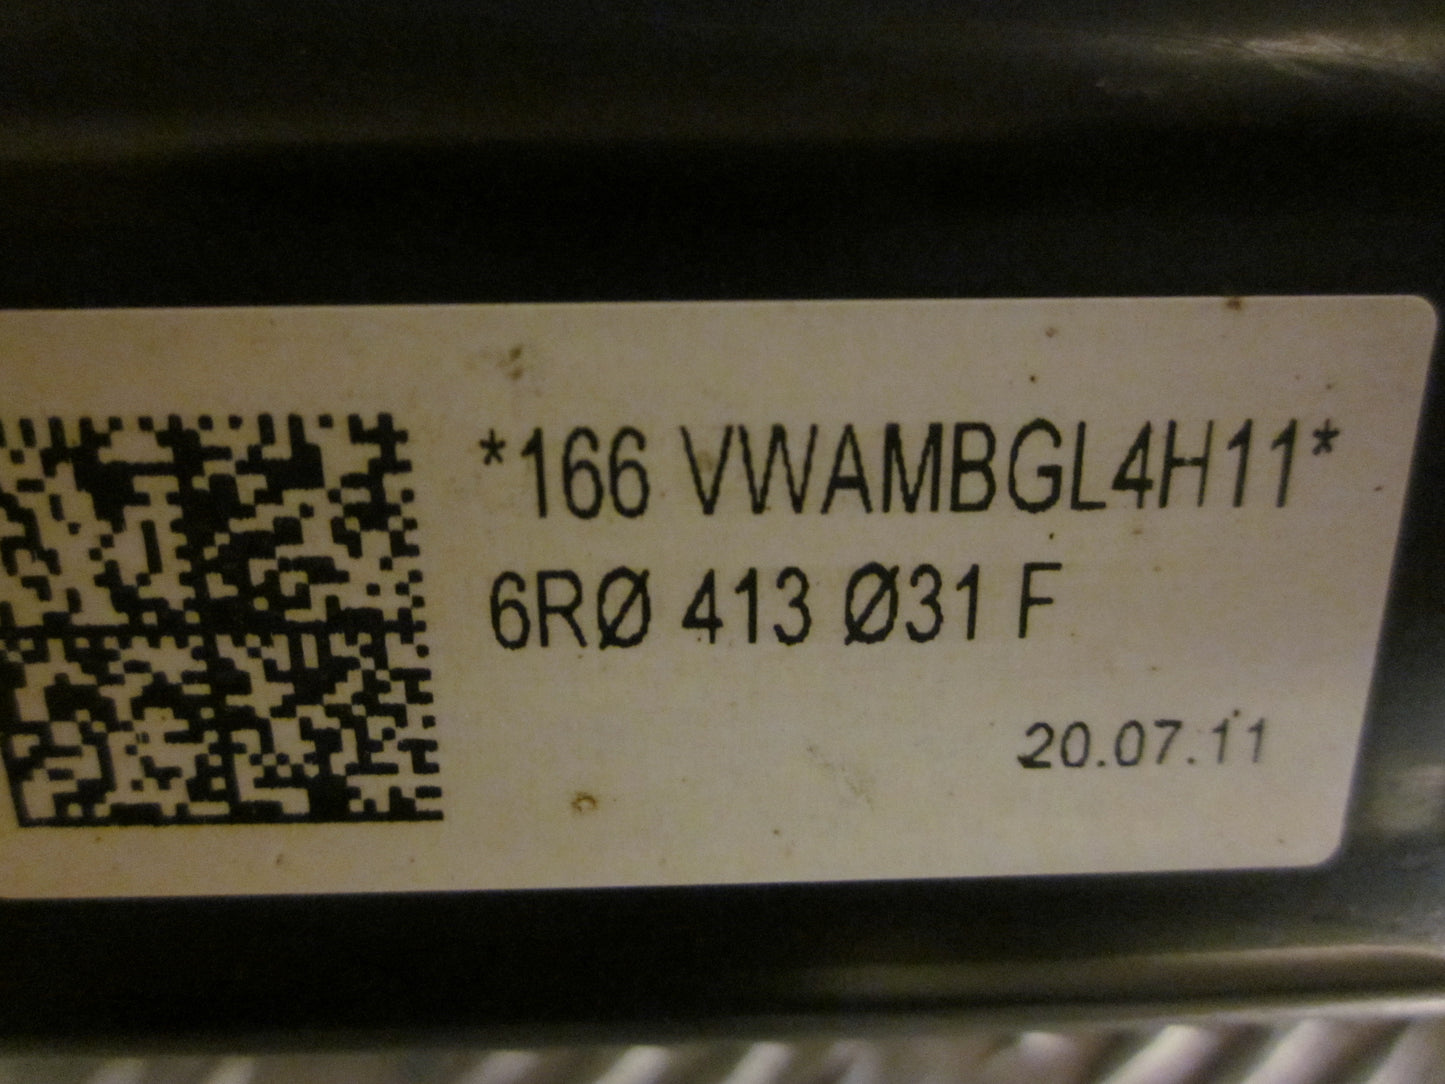 *166 VWAMBGL4H11*
6RØ 413 Ø31 F
20.07.11